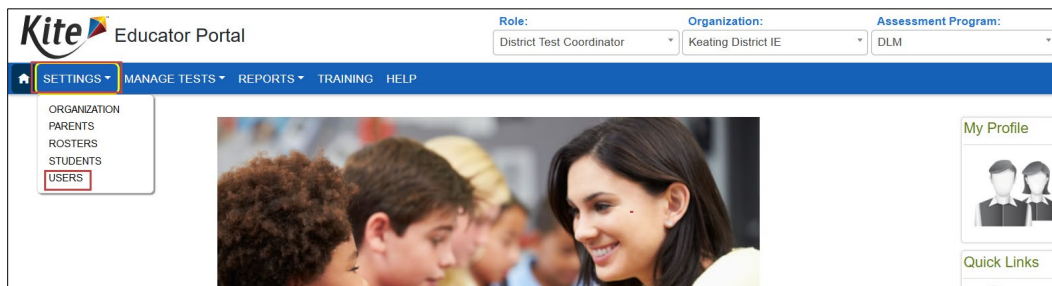 Kite Educator Portal
Role: Organization: Assessment Program:
District Test Coordinator Keating District IE DLM
SETTINGS MANAGE TESTS REPORTS TRAINING HELP
ORGANIZATION
PARENTS
ROSTERS
STUDENTS
USERS
My Profile
Quick Links